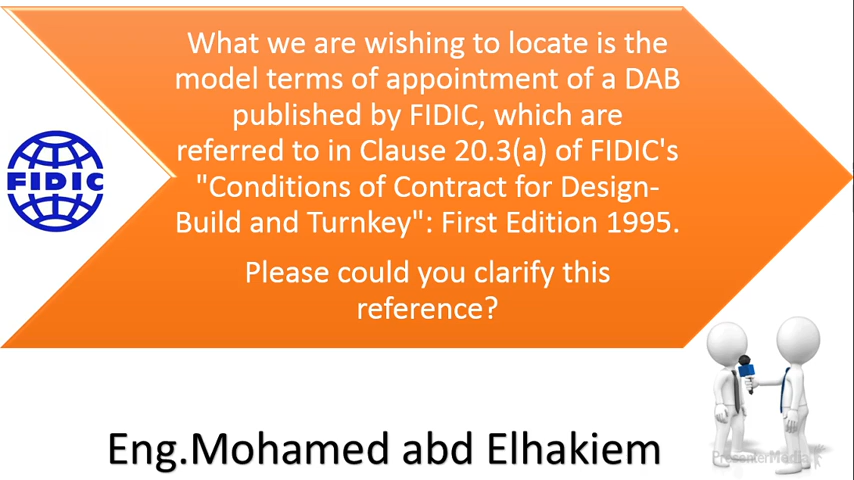 What we are wishing to locate is the
model terms of appointment of a DAB
published by FIDIC, which are
referred to in Clause 20.3(a) of FIDIC's
"Conditions of Contract for Design-
Build and Turnkey": First Edition 1995.
Please could you clarify this
reference?
FIDIC
Eng.Mohamed abd Elhakiem
PresenterMedia